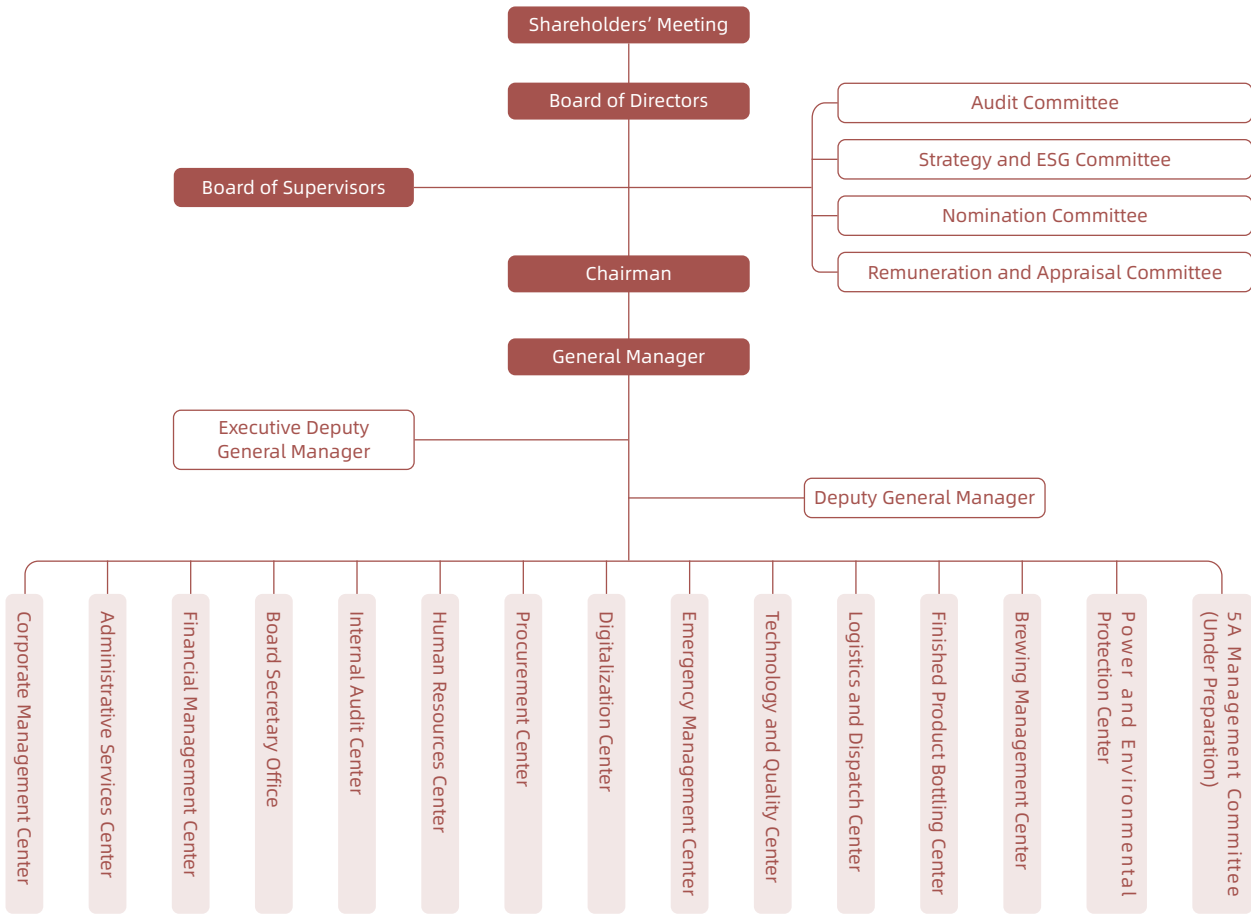 Shareholders’ Meeting
Board of Directors
Audit Committee
Strategy and ESG Committee
Board of Supervisors
Nomination Committee
Chairman
Remuneration and Appraisal Committee
General Manager
Executive Deputy
General Manager
Deputy General Manager
Corporate Management Center
Administrative Services Center
Financial Management Center
Board Secretary Office
Internal Audit Center
Human Resources Center
Procurement Center
Digitalization Center
Emergency Management Center
Technology and Quality Center
Logistics and Dispatch Center
Finished Product Bottling Center
Brewing Management Center
Power and Environmental
Protection Center
5A Management Committee
(Under Preparation)